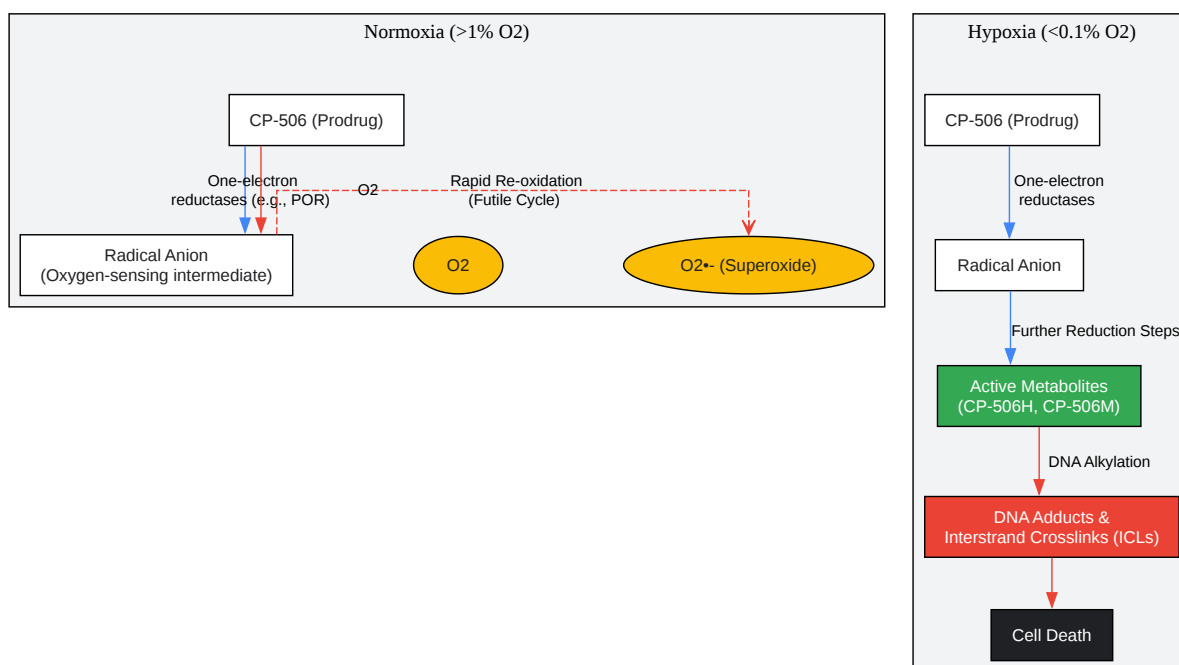 Normoxia (>1% O2)
CP-506 (Prodrug)
One-electron
reductases (e.g., POR)
O2
Rapid Re-oxidation
(Futile Cycle)
Radical Anion
(Oxygen-sensing intermediate)
O2
O2•- (Superoxide)
Hypoxia (<0.1% O2)
CP-506 (Prodrug)
One-electron
reductases
Radical Anion
Further Reduction Steps
Active Metabolites
(CP-506H, CP-506M)
DNA Alkylation
DNA Adducts &
Interstrand Crosslinks (ICLs)
Cell Death